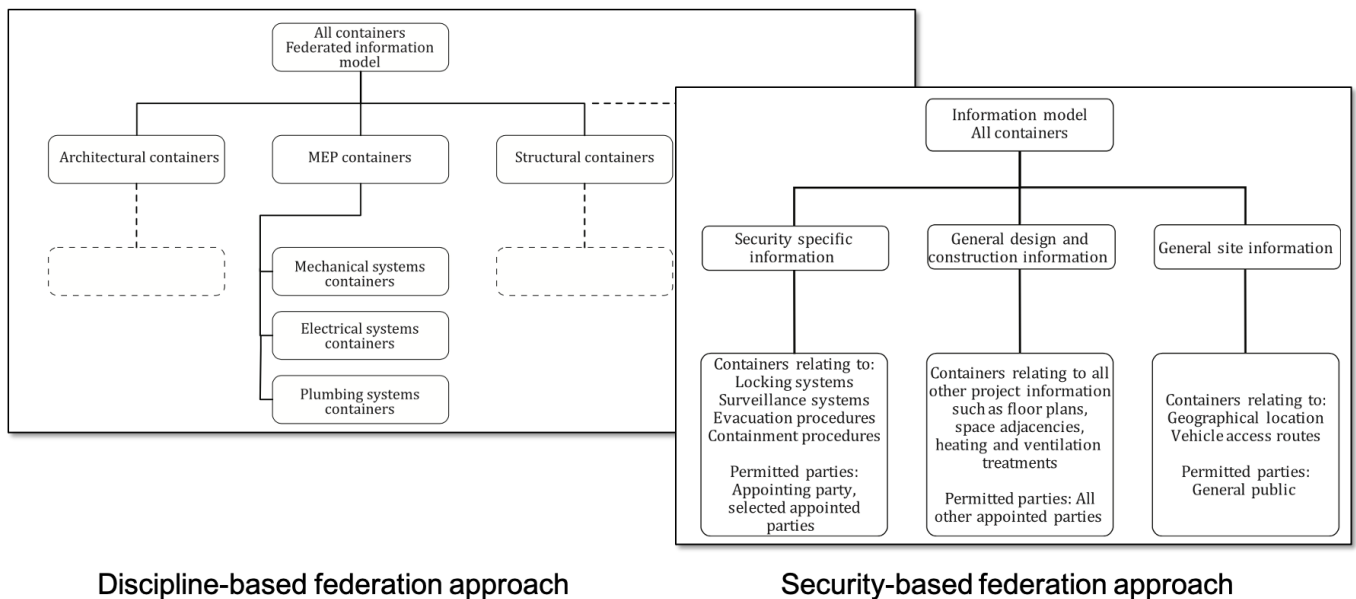 All containers
Federated information
model
Architectural containers
MEP containers
Structural containers
Mechanical systems
containers
Electrical systems
containers
Plumbing systems
containers
Information model
All containers
Security specific
information
General design and
construction information
General site information
Containers relating to:
Locking systems
Surveillance systems
Evacuation procedures
Containment procedures
Permitted parties:
Appointing party,
selected appointed
parties
Containers relating to all
other project information
such as floor plans,
space adjacencies,
heating and ventilation
treatments
Permitted parties: All
other appointed parties
Containers relating to:
Geographical location
Vehicle access routes
Permitted parties:
General public
Discipline-based federation approach
Security-based federation approach